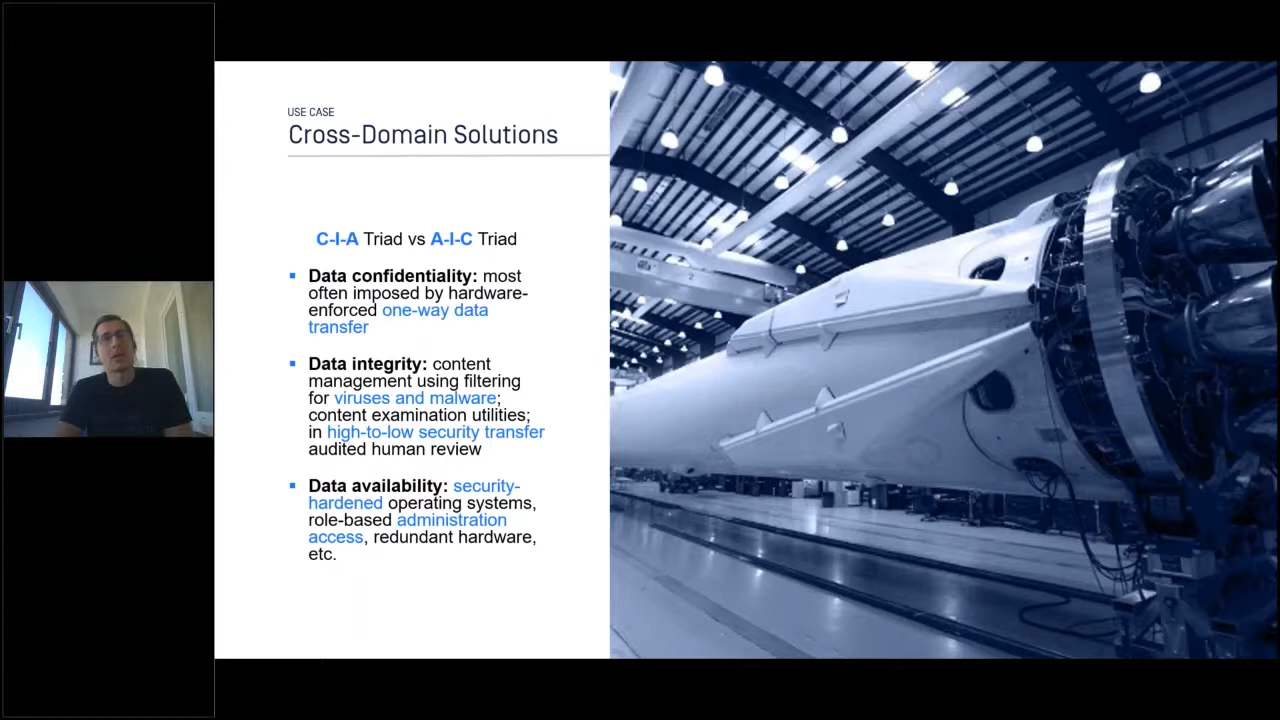 USE CASE
Cross-Domain Solutions
C-I-A Triad vs A-I-C Triad
▪ Data confidentiality: most
often imposed by hardware-
enforced one-way data
transfer
▪ Data integrity: content
management using filtering
for viruses and malware;
content examination utilities;
in high-to-low security transfer
audited human review
▪ Data availability: security-
hardened operating systems,
role-based administration
access, redundant hardware,
etc.